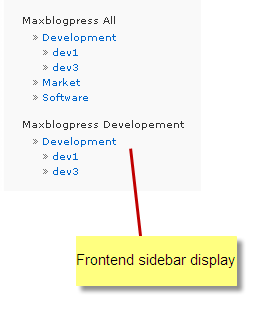 Maxblogpress All
» Development
» dev1
» dev3
» Market
» Software
Maxblogpress Developement
» Development
» dev1
» dev3
Frontend sidebar display